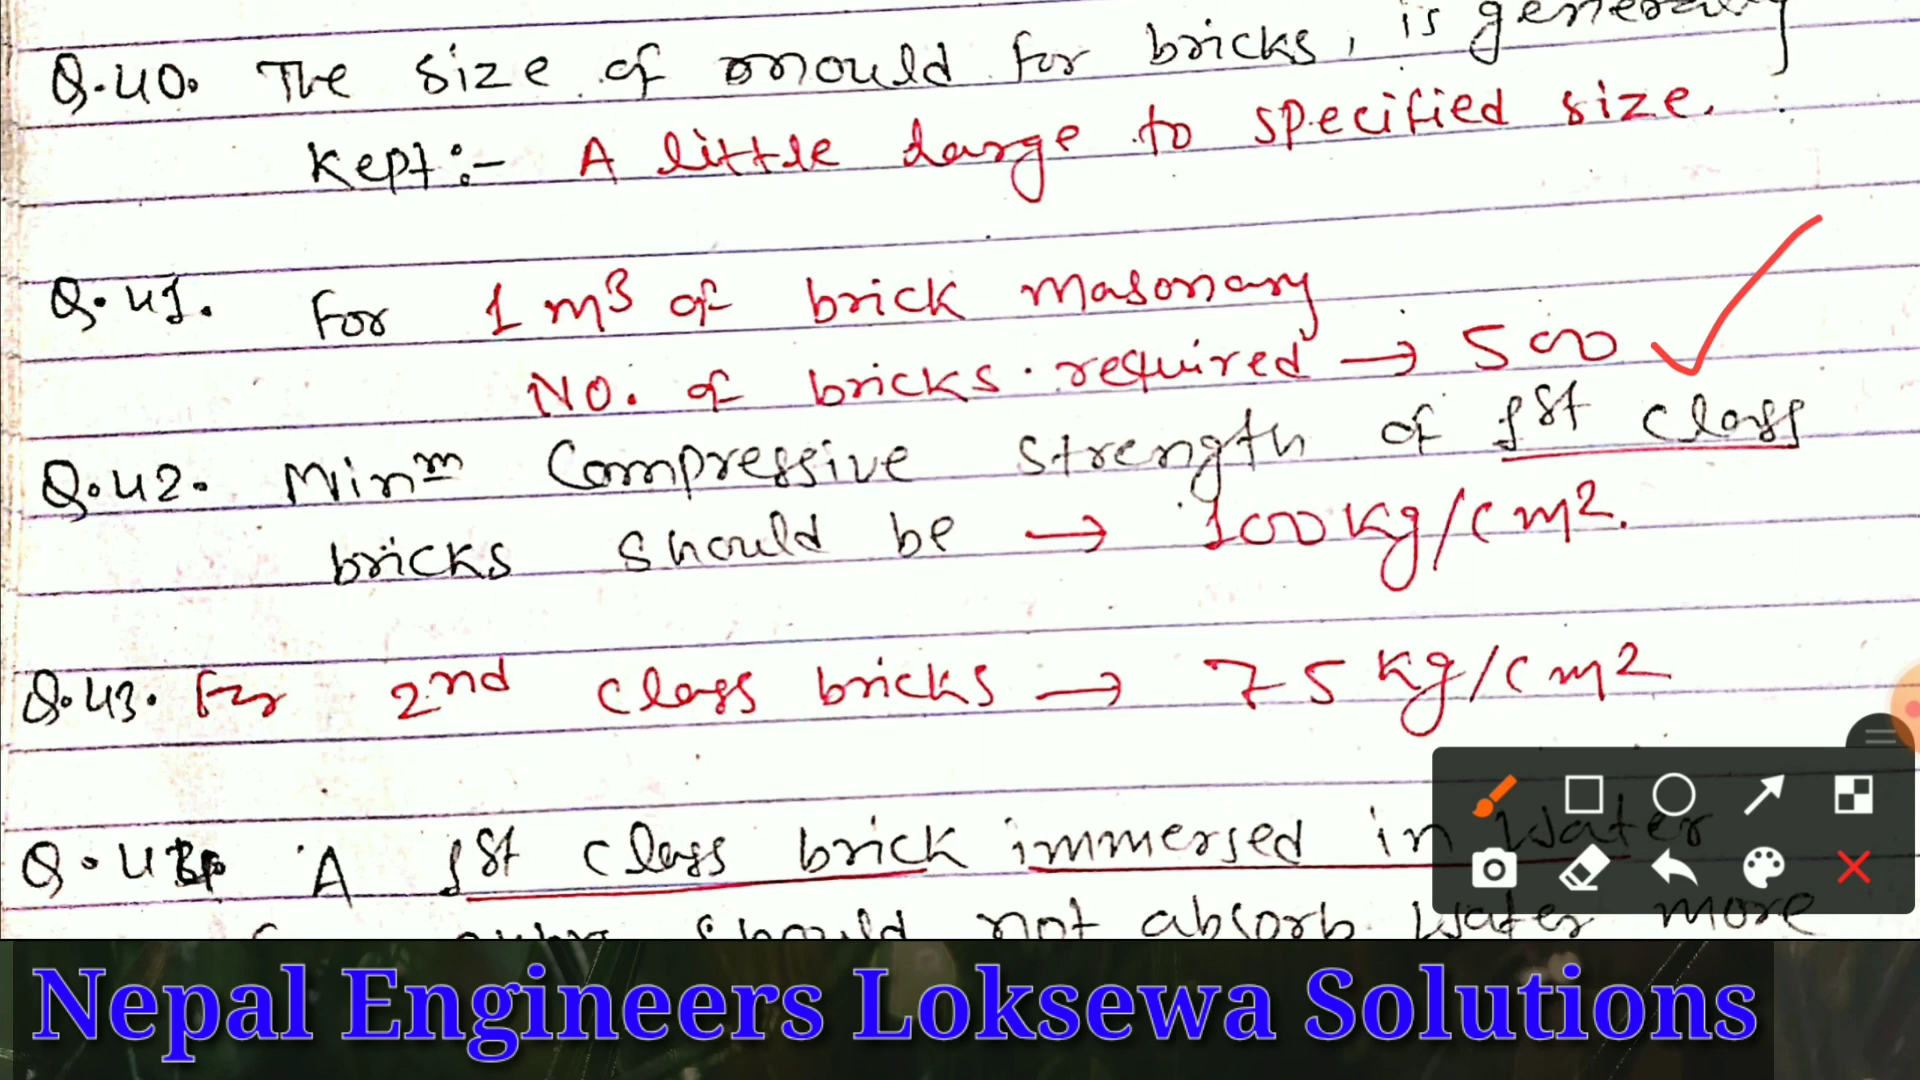 Q.40. The size of mould for bricks, is generally
Kept:- A little large to specified size.
Q.41. For 1 m³ of brick masonary
No. of bricks required → 500
Q.42. Minᵐ Compressive strength of 1st class
bricks should be → 100 kg/cm².
Q.43. For 2nd class bricks → 75 kg/cm²
A 1st class brick immersed in water
should not absorb water more
Nepal Engineers Loksewa Solutions